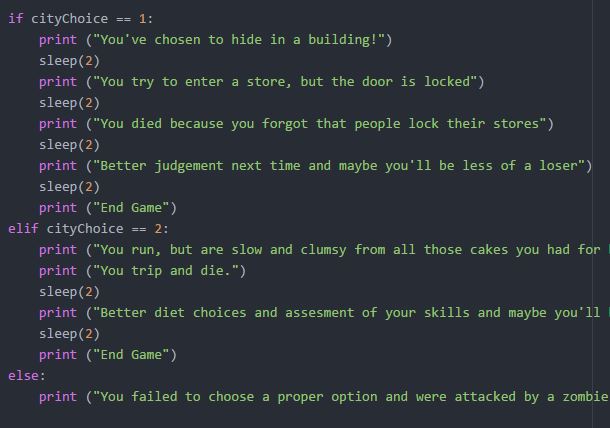 if cityChoice == 1:
    print ("You've chosen to hide in a building!")
    sleep(2)
    print ("You try to enter a store, but the door is locked")
    sleep(2)
    print ("You died because you forgot that people lock their stores")
    sleep(2)
    print ("Better judgement next time and maybe you'll be less of a loser")
    sleep(2)
    print ("End Game")
elif cityChoice == 2:
    print ("You run, but are slow and clumsy from all those cakes you had for
    print ("You trip and die.")
    sleep(2)
    print ("Better diet choices and assesment of your skills and maybe you'll
    sleep(2)
    print ("End Game")
else:
    print ("You failed to choose a proper option and were attacked by a zombie